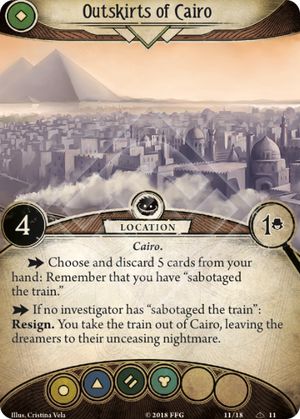 Outskirts of Cairo
4
LOCATION
1
Cairo.
Choose and discard 5 cards from your
hand: Remember that you have “sabotaged
the train.”
If no investigator has “sabotaged the train”:
Resign. You take the train out of Cairo, leaving the
dreamers to their unceasing nightmare.
Illus. Cristina Vela
© 2018 FFG
11/18
11